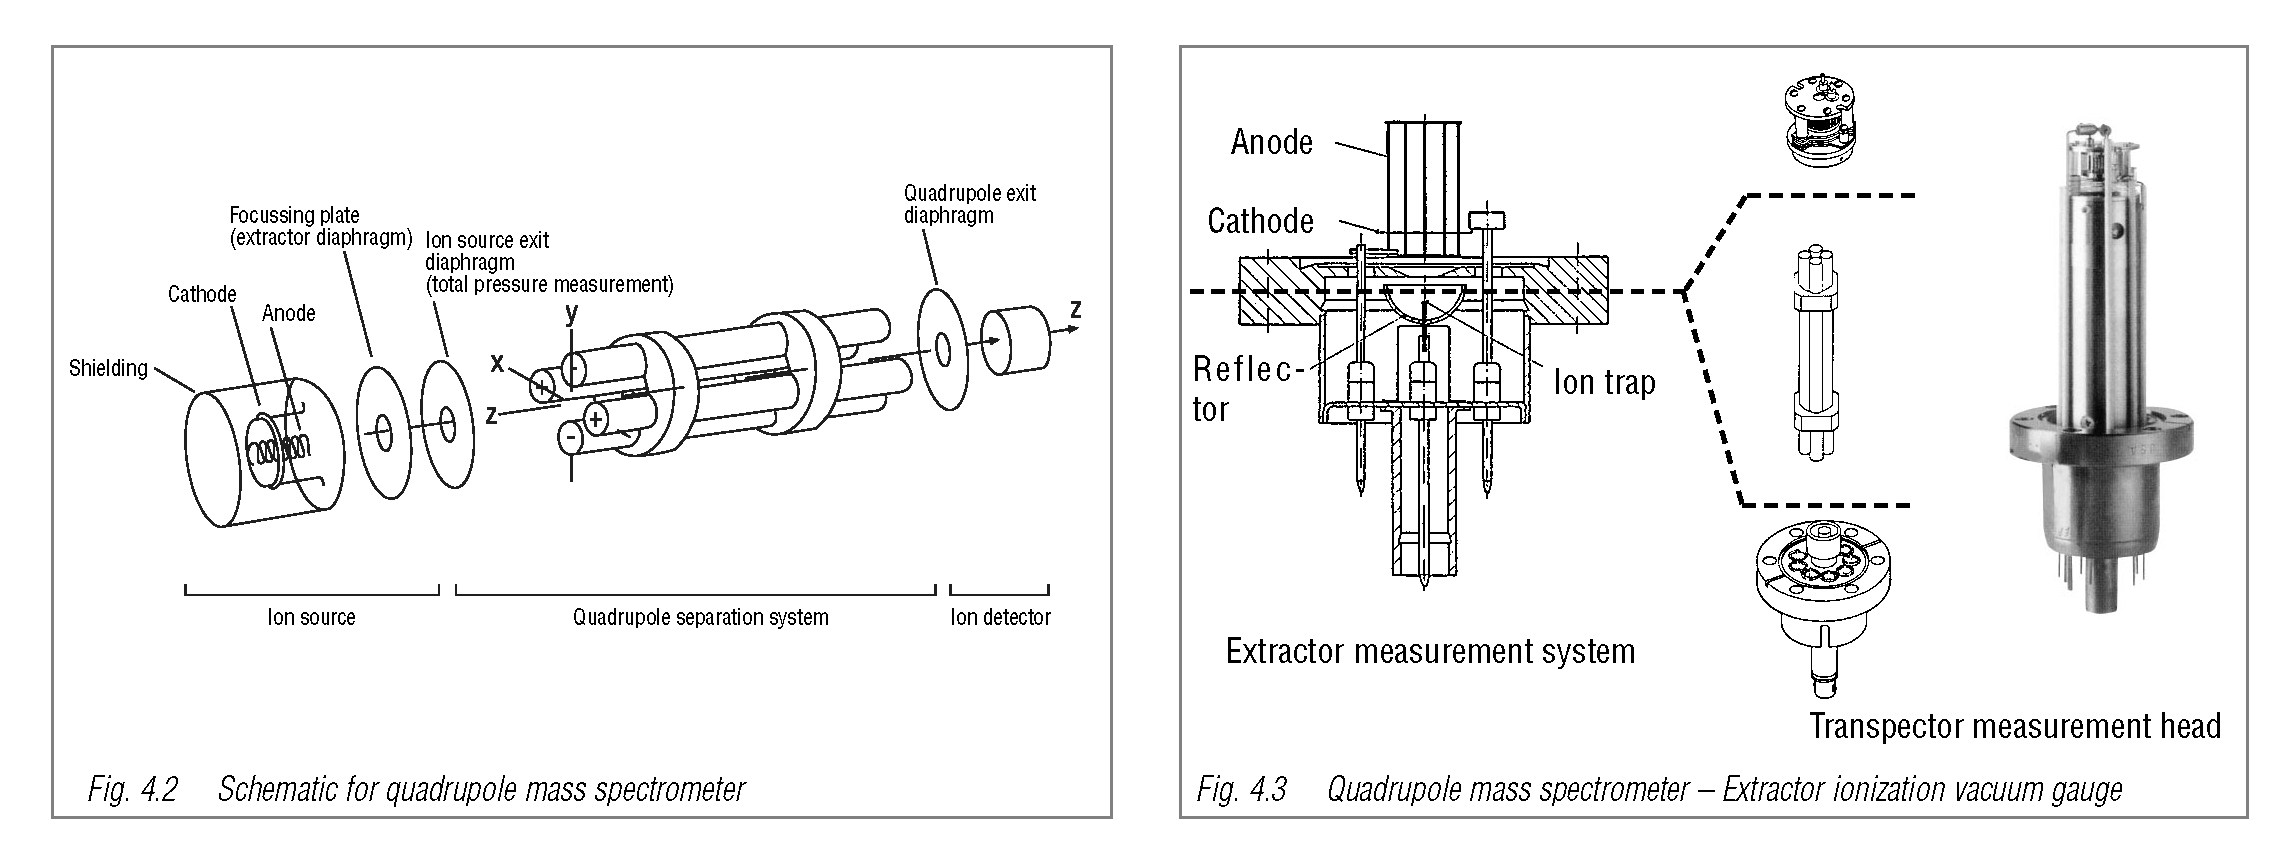 Quadrupole exit
diaphragm
Focussing plate
(extractor diaphragm)
Ion source exit
diaphragm
(total pressure measurement)
Cathode
Anode
Shielding
y
x
z
z
+
-
+
-
Ion source
Quadrupole separation system
Ion detector
Fig. 4.2 Schematic for quadrupole mass spectrometer
Anode
Cathode
Reflec-
tor
Ion trap
Extractor measurement system
Transpector measurement head
Fig. 4.3 Quadrupole mass spectrometer – Extractor ionization vacuum gauge